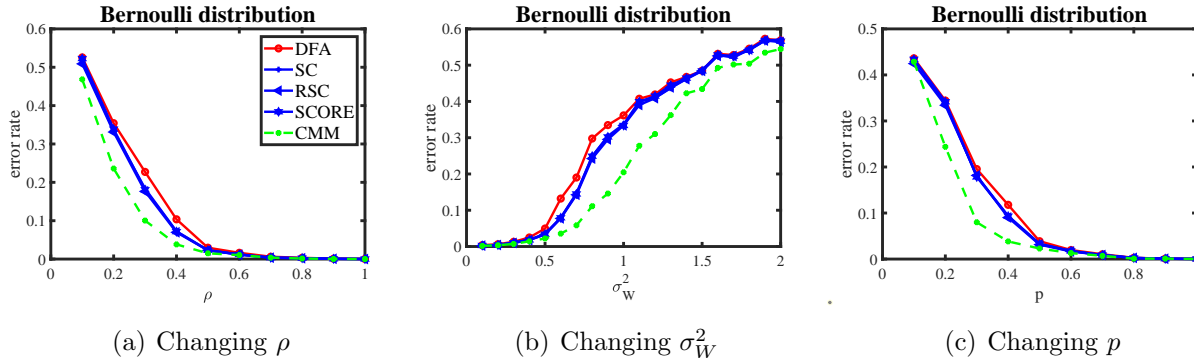 Bernoulli distribution
0.6
0.5
0.4
0.3
0.2
0.1
0
error rate
0 0.2 0.4 0.6 0.8 1
ρ
DFA
SC
RSC
SCORE
CMM
(a) Changing ρ
Bernoulli distribution
0.6
0.5
0.4
0.3
0.2
0.1
0
error rate
0 0.5 1 1.5 2
σ²_W
(b) Changing σ²_W
Bernoulli distribution
0.5
0.4
0.3
0.2
0.1
0
error rate
0 0.2 0.4 0.6 0.8
p
(c) Changing p